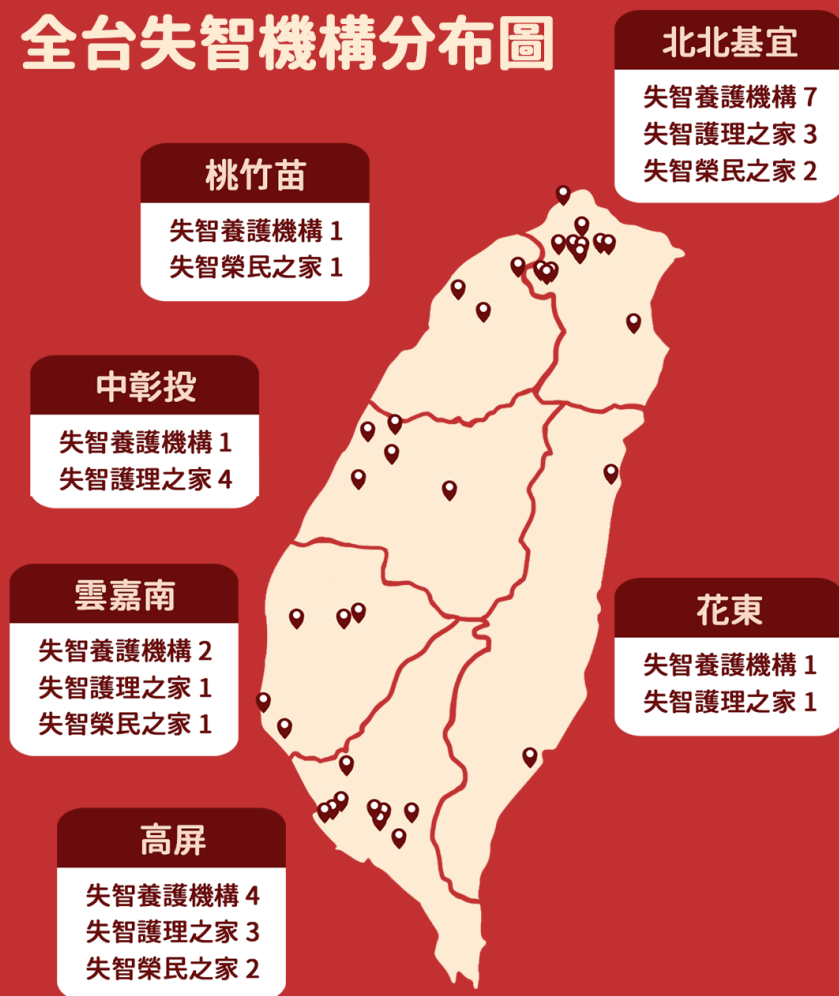 全台失智機構分布圖
北北基宜
失智養護機構 7
失智護理之家 3
失智榮民之家 2
桃竹苗
失智養護機構 1
失智榮民之家 1
中彰投
失智養護機構 1
失智護理之家 4
雲嘉南
失智養護機構 2
失智護理之家 1
失智榮民之家 1
花東
失智養護機構 1
失智護理之家 1
高屏
失智養護機構 4
失智護理之家 3
失智榮民之家 2